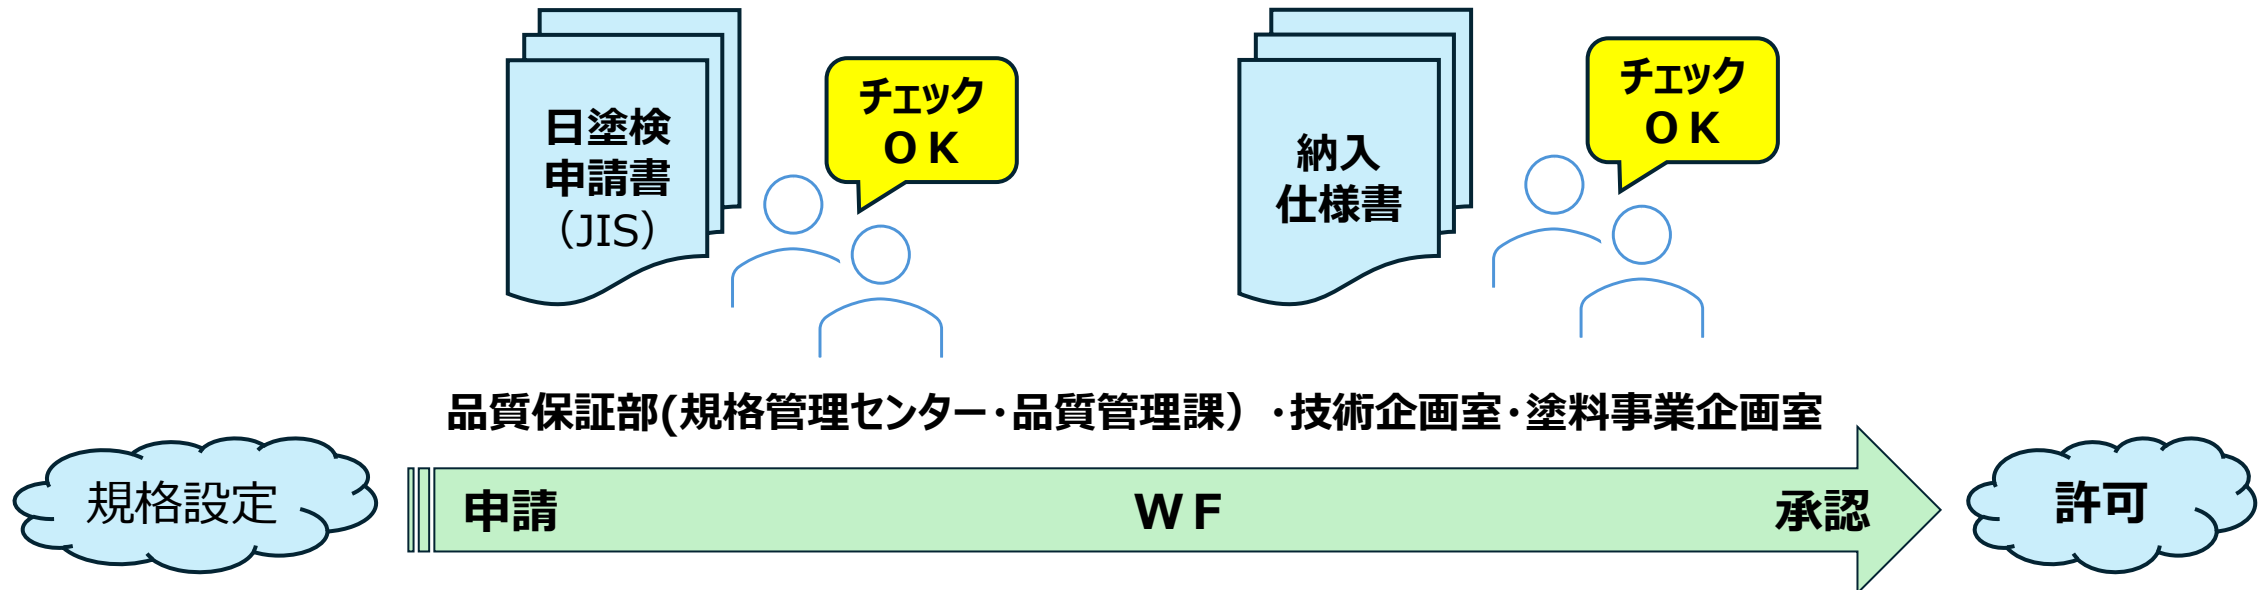 日塗検
申請書
（JIS）
チェック
ＯＫ
納入
仕様書
チェック
ＯＫ
品質保証部(規格管理センター・品質管理課）・技術企画室・塗料事業企画室
規格設定
申請
ＷＦ
承認
許可